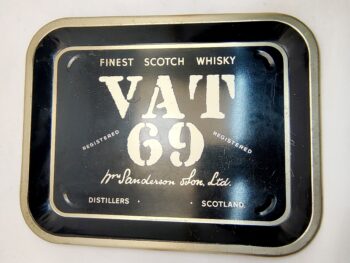 FINEST SCOTCH WHISKY
VAT
69
REGISTERED REGISTERED
Wm Sanderson & Son, Ltd.
DISTILLERS · SCOTLAND